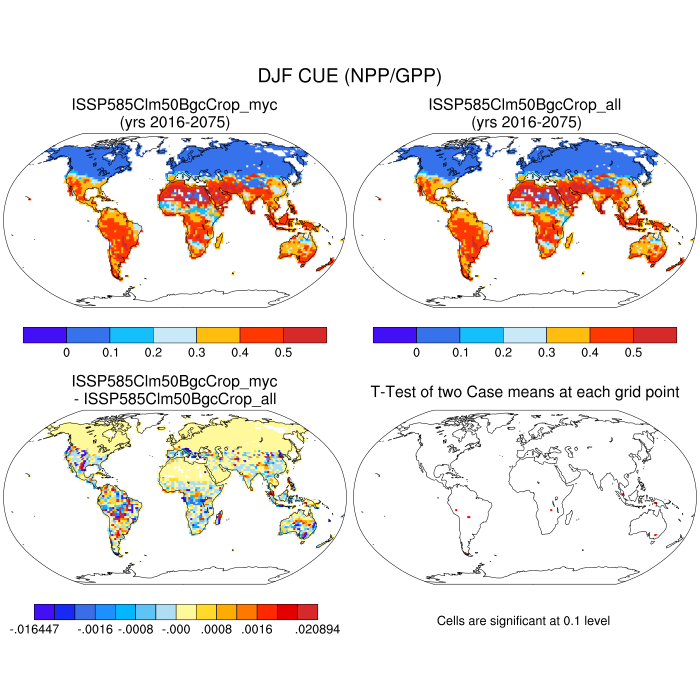 DJF CUE (NPP/GPP)
ISSP585Clm50BgcCrop_myc
(yrs 2016-2075)
ISSP585Clm50BgcCrop_all
(yrs 2016-2075)
0 0.1 0.2 0.3 0.4 0.5
0 0.1 0.2 0.3 0.4 0.5
ISSP585Clm50BgcCrop_myc
- ISSP585Clm50BgcCrop_all
T-Test of two Case means at each grid point
-.016447 -.0016 -.0008 -.000 .0008 .0016 .020894
Cells are significant at 0.1 level